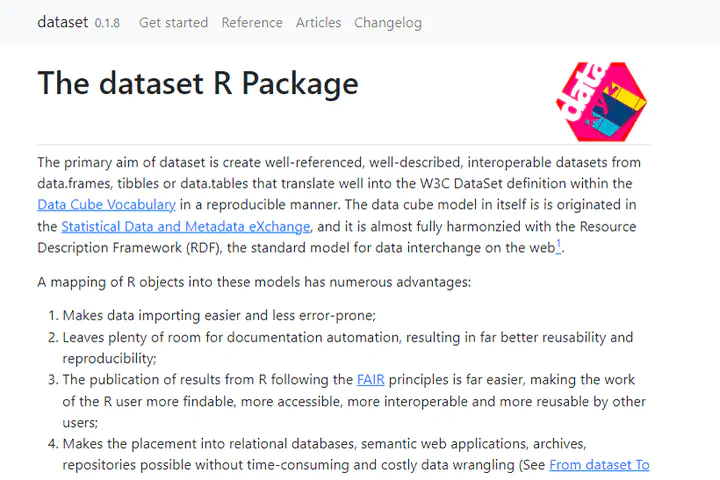 dataset 0.1.8 Get started Reference Articles Changelog
The dataset R Package
data
The primary aim of dataset is create well-referenced, well-described, interoperable datasets from
data.frames, tibbles or data.tables that translate well into the W3C DataSet definition within the
Data Cube Vocabulary in a reproducible manner. The data cube model in itself is is originated in
the Statistical Data and Metadata eXchange, and it is almost fully harmonzied with the Resource
Description Framework (RDF), the standard model for data interchange on the web1.
A mapping of R objects into these models has numerous advantages:
1. Makes data importing easier and less error-prone;
2. Leaves plenty of room for documentation automation, resulting in far better reusability and
reproducibility;
3. The publication of results from R following the FAIR principles is far easier, making the work
of the R user more findable, more accessible, more interoperable and more reusable by other
users;
4. Makes the placement into relational databases, semantic web applications, archives,
repositories possible without time-consuming and costly data wrangling (See From dataset To